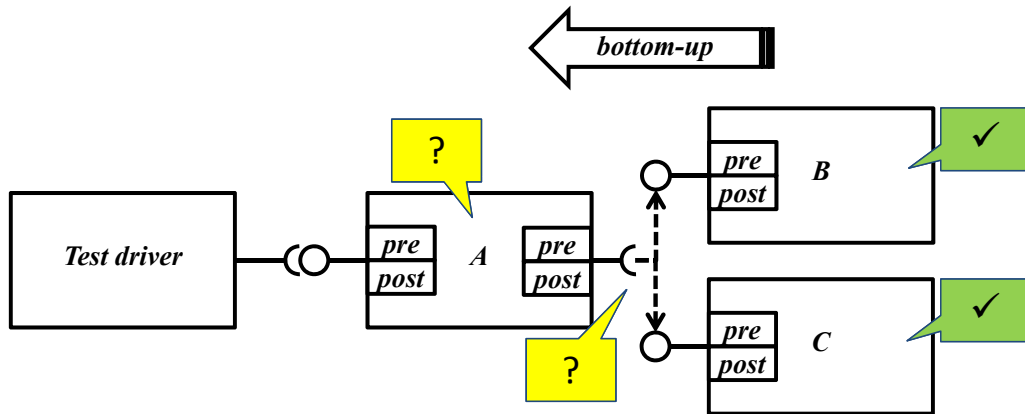 bottom-up
?
✓
pre
post
B
Test driver
pre
post
A
pre
post
?
✓
pre
post
C